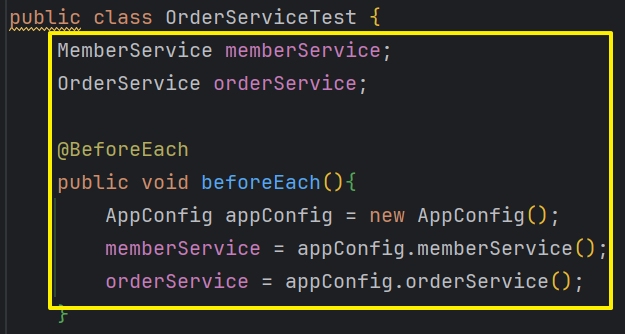 public class OrderServiceTest {
MemberService memberService;
OrderService orderService;
@BeforeEach
public void beforeEach(){
AppConfig appConfig = new AppConfig();
memberService = appConfig.memberService();
orderService = appConfig.orderService();
}